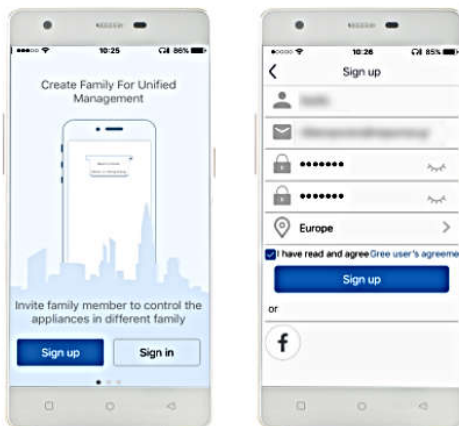 10:25
86%
Create Family For Unified
Management
Invite family member to control the
appliances in different family
Sign up
Sign in
10:26
85%
Sign up
Europe
I have read and agree Gree user's agreeme
Sign up
or
f